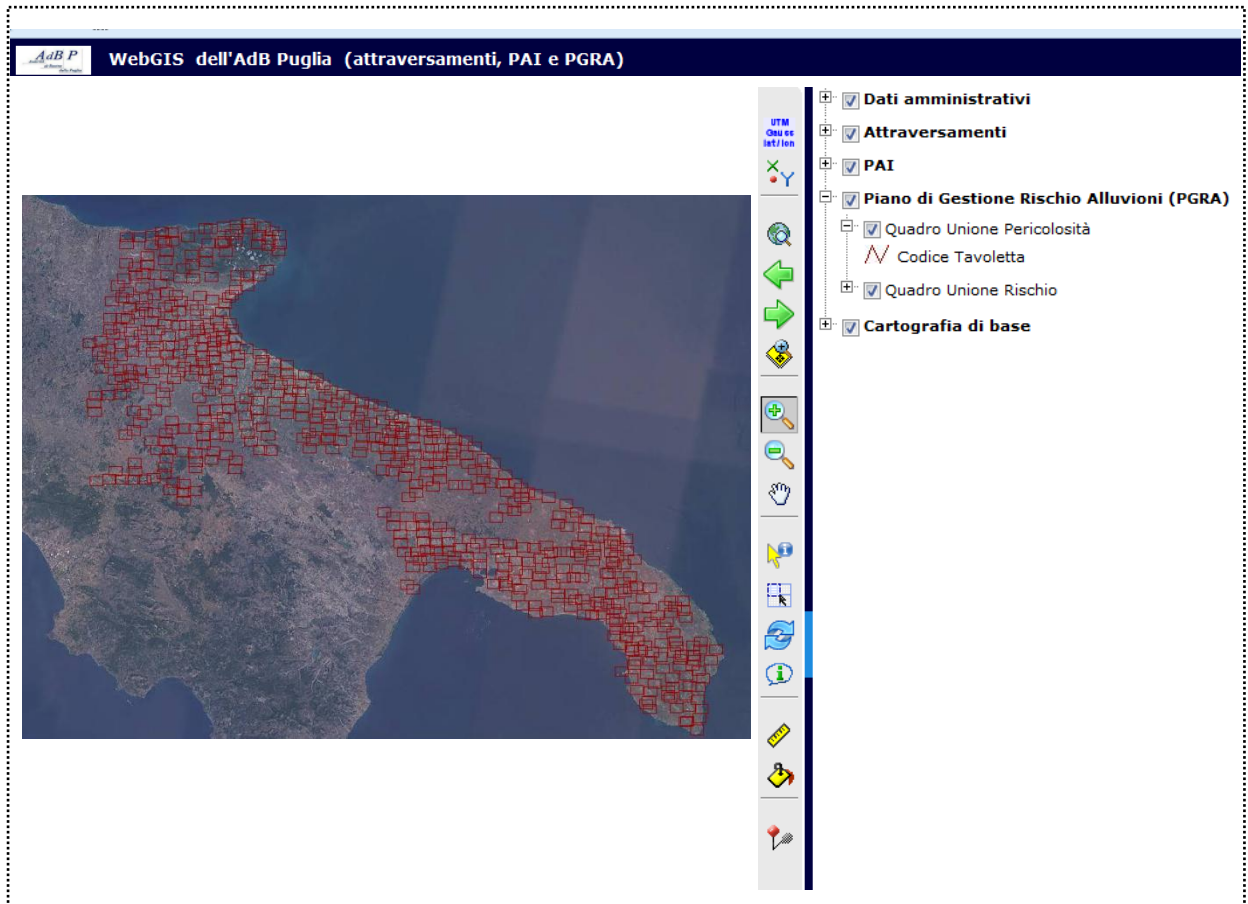 AdB P
WebGIS dell'AdB Puglia (attraversamenti, PAI e PGRA)
UTM
Gauss
lat/lon
X
Y
Dati amministrativi
Attraversamenti
PAI
Piano di Gestione Rischio Alluvioni (PGRA)
Quadro Unione Pericolosità
Codice Tavoletta
Quadro Unione Rischio
Cartografia di base